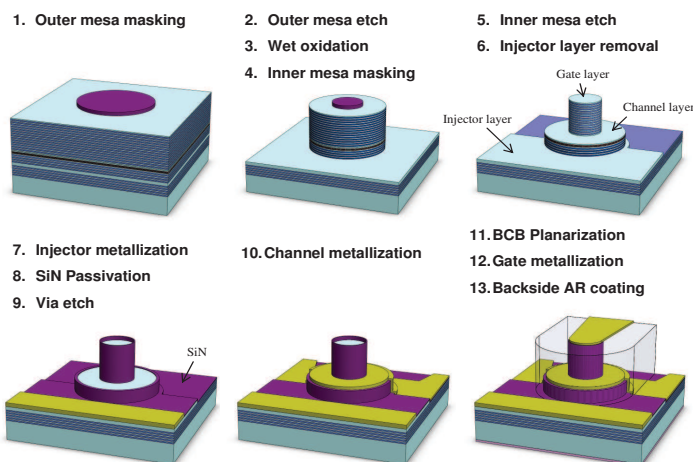 1. Outer mesa masking
2. Outer mesa etch
3. Wet oxidation
4. Inner mesa masking
5. Inner mesa etch
6. Injector layer removal
Gate layer
Channel layer
Injector layer
7. Injector metallization
8. SiN Passivation
9. Via etch
10. Channel metallization
11. BCB Planarization
12. Gate metallization
13. Backside AR coating
SiN